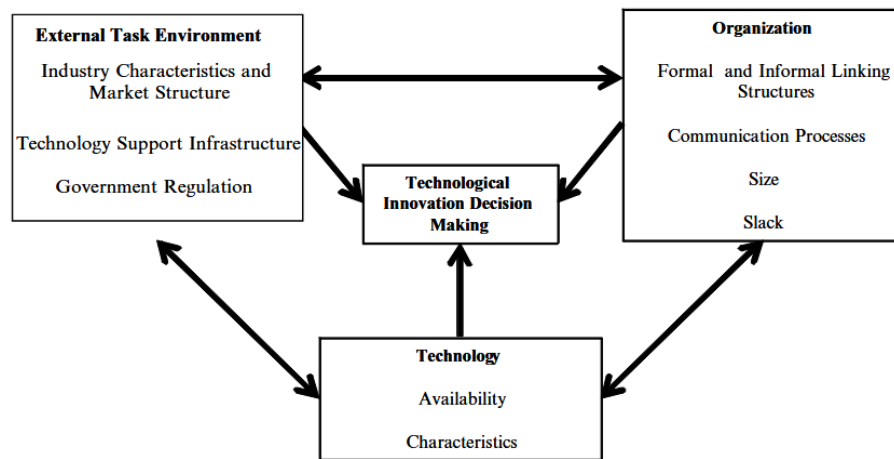 External Task Environment
Industry Characteristics and
Market Structure
Technology Support Infrastructure
Government Regulation
Organization
Formal and Informal Linking
Structures
Communication Processes
Size
Slack
Technological
Innovation Decision
Making
Technology
Availability
Characteristics